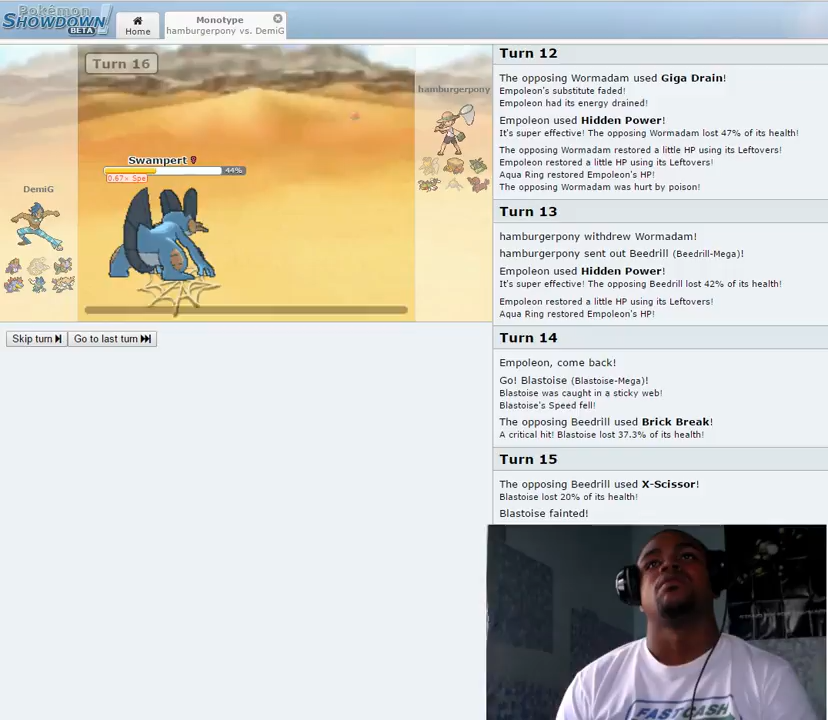 Pokémon
SHOWDOWN!
BETA
Home
Monotype
hamburgerpony vs. DemiG
Turn 16
hamburgerpony
Swampert
44%
0.67× Spe
DemiG
Skip turn
Go to last turn
Turn 12
The opposing Wormadam used Giga Drain!
Empoleon's substitute faded!
Empoleon had its energy drained!
Empoleon used Hidden Power!
It's super effective! The opposing Wormadam lost 47% of its health!
The opposing Wormadam restored a little HP using its Leftovers!
Empoleon restored a little HP using its Leftovers!
Aqua Ring restored Empoleon's HP!
The opposing Wormadam was hurt by poison!
Turn 13
hamburgerpony withdrew Wormadam!
hamburgerpony sent out Beedrill (Beedrill-Mega)!
Empoleon used Hidden Power!
It's super effective! The opposing Beedrill lost 42% of its health!
Empoleon restored a little HP using its Leftovers!
Aqua Ring restored Empoleon's HP!
Turn 14
Empoleon, come back!
Go! Blastoise (Blastoise-Mega)!
Blastoise was caught in a sticky web!
Blastoise's Speed fell!
The opposing Beedrill used Brick Break!
A critical hit! Blastoise lost 37.3% of its health!
Turn 15
The opposing Beedrill used X-Scissor!
Blastoise lost 20% of its health!
Blastoise fainted!
FASTCASH